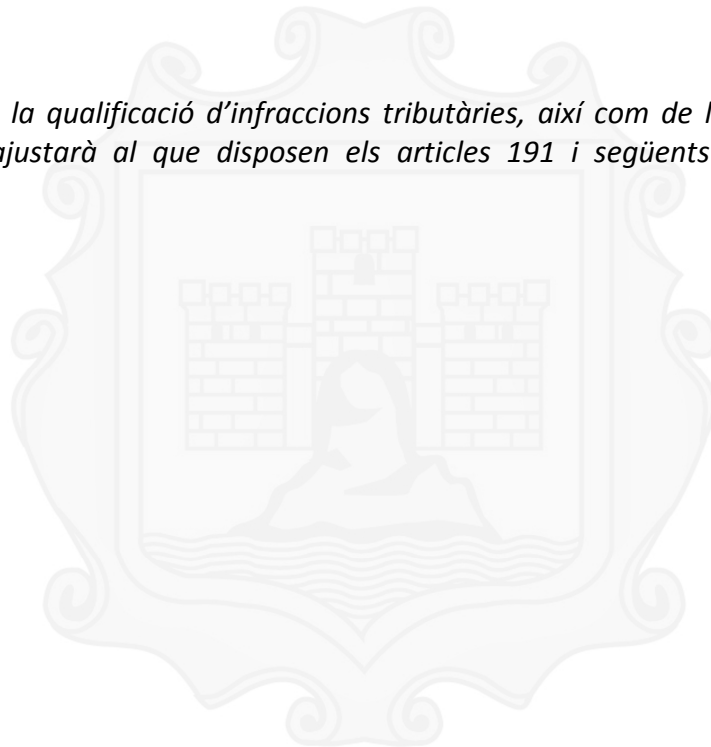 la qualificació d’infraccions tributàries, així com de
ajustarà al que disposen els articles 191 i següents